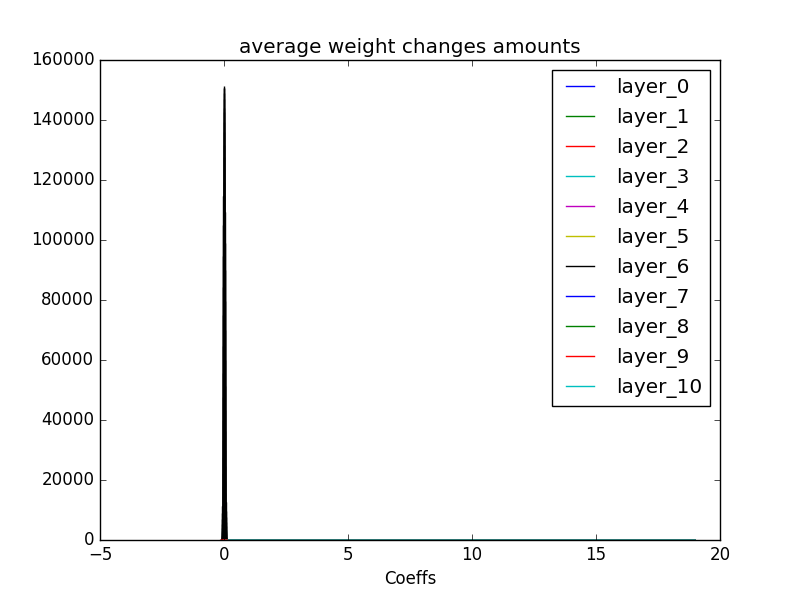 average weight changes amounts
160000
140000
120000
100000
80000
60000
40000
20000
0
layer_0
layer_1
layer_2
layer_3
layer_4
layer_5
layer_6
layer_7
layer_8
layer_9
layer_10
−5 0 5 10 15 20
Coeffs